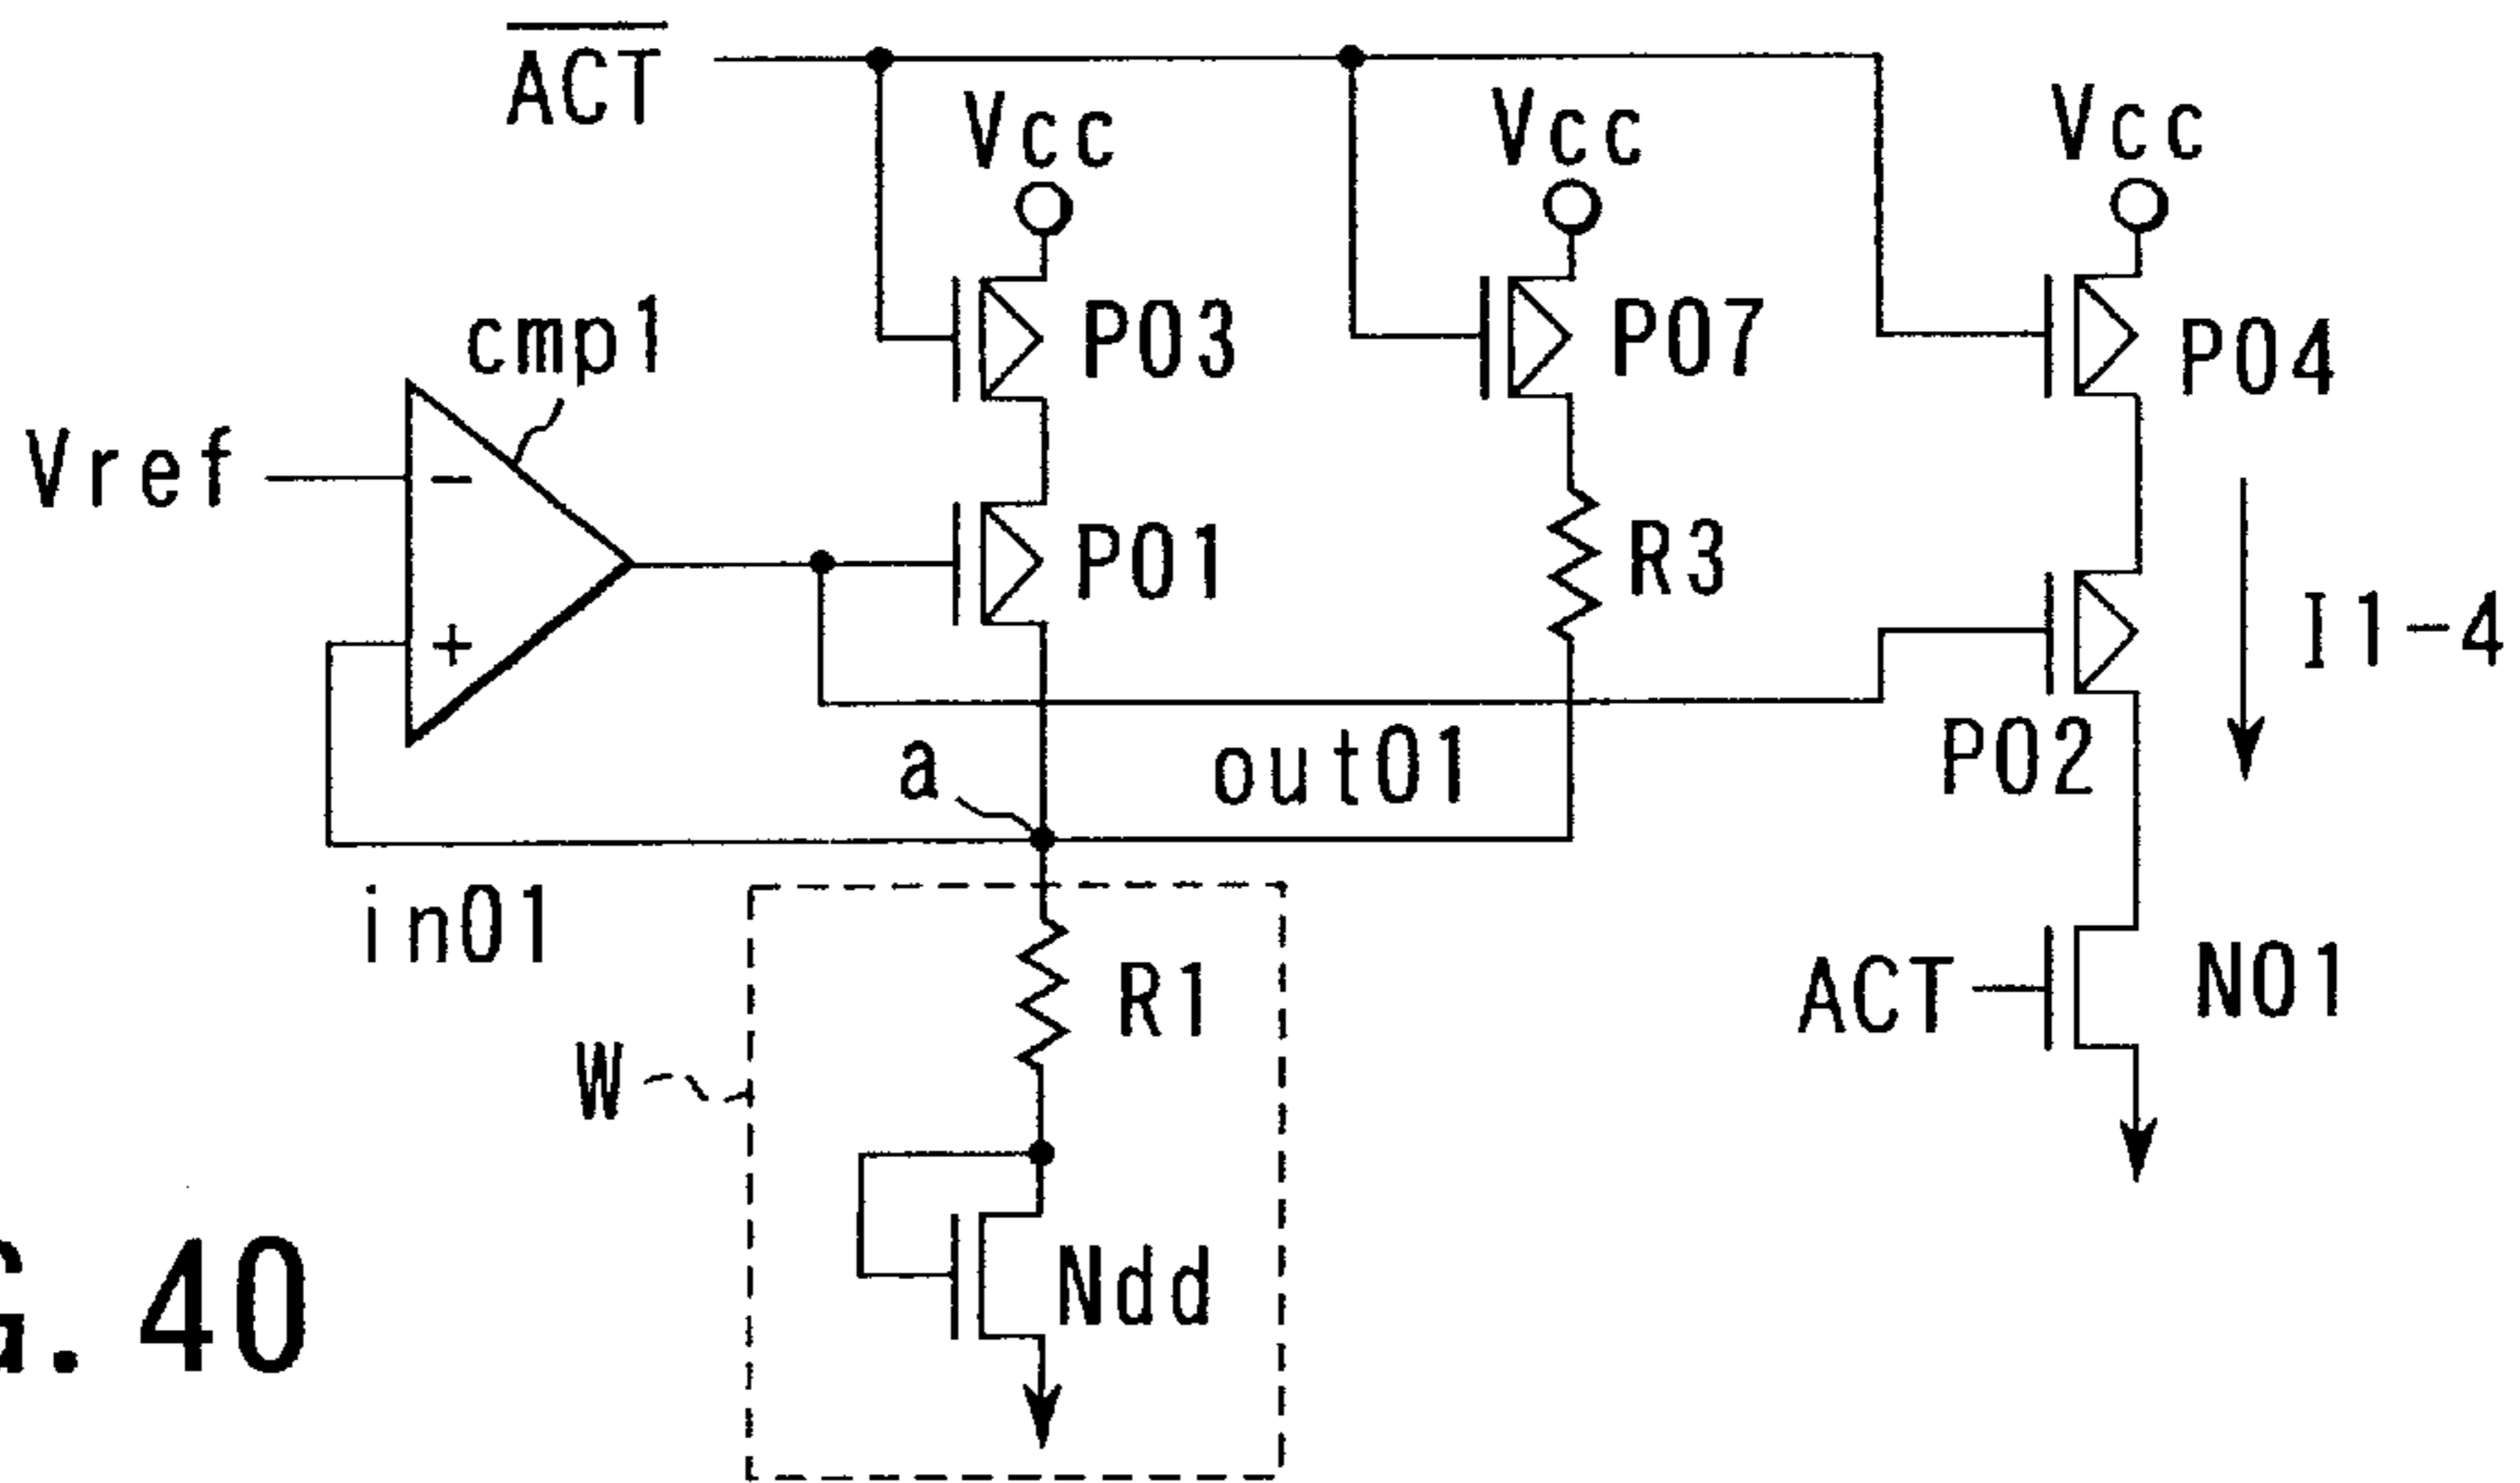 ACT
Vcc
Vcc
Vcc
cmp1
P03
P07
P04
Vref
-
P01
R3
I1-4
+
P02
a
out01
in01
R1
ACT
N01
W
Ndd
G. 40